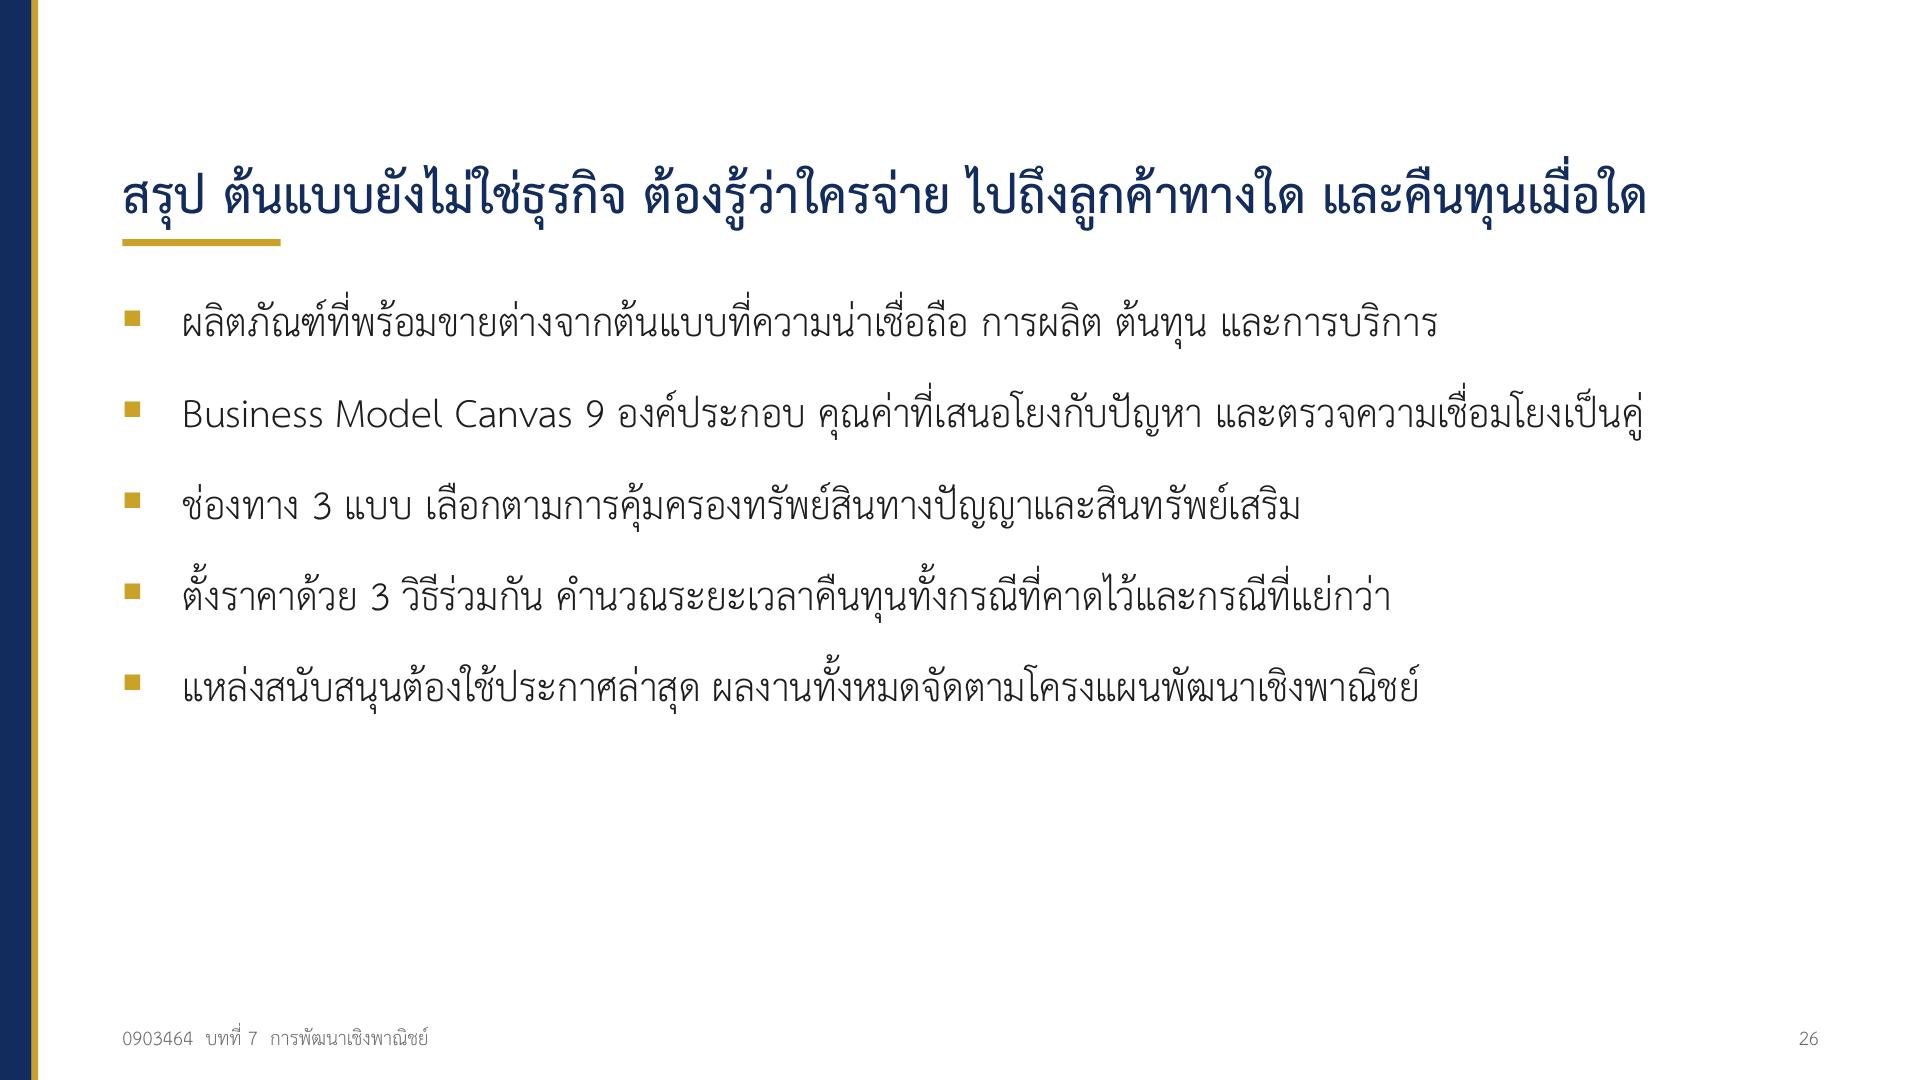 สรุป ต้นแบบยังไม่ใช่ธุรกิจ ต้องรู้ว่าใครจ่าย ไปถึงลูกค้าทางใด และคืนทุนเมื่อใด
ผลิตภัณฑ์ที่พร้อมขายต่างจากต้นแบบที่ความน่าเชื่อถือ การผลิต ต้นทุน และการบริการ
Business Model Canvas 9 องค์ประกอบ คุณค่าที่เสนอโยงกับปัญหา และตรวจความเชื่อมโยงเป็นคู่
ช่องทาง 3 แบบ เลือกตามการคุ้มครองทรัพย์สินทางปัญญาและสินทรัพย์เสริม
ตั้งราคาด้วย 3 วิธีร่วมกัน คำนวณระยะเวลาคืนทุนทั้งกรณีที่คาดไว้และกรณีที่แย่กว่า
แหล่งสนับสนุนต้องใช้ประกาศล่าสุด ผลงานทั้งหมดจัดตามโครงแผนพัฒนาเชิงพาณิชย์
0903464 บทที่ 7 การพัฒนาเชิงพาณิชย์
26